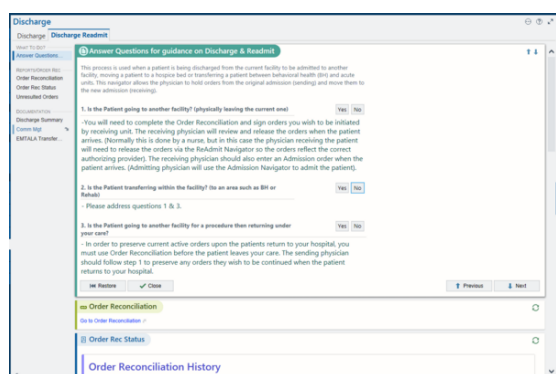 Discharge
Discharge Discharge Readmit
WHAT TO DO?
Answer Questions...
Order Reconciliation
Order Rec Status
Unresulted Orders
DOCUMENTATION
Discharge Summary
Comm Mgt
EMTALA Transfer...
Answer Questions for guidance on Discharge & Readmit
This process is used when a patient is being discharged from the current facility to be admitted to another
facility, moving a patient to a hospice bed or transferring a patient between behavioral health (BH) and acute
units. This navigator allows the physician to hold orders from the original admission (sending) and move them to
the new admission (receiving).
1. Is the Patient going to another facility? (physically leaving the current one) Yes No
-You will need to complete the Order Reconciliation and sign orders you wish to be initiated
by receiving unit. The receiving physician will review and release the orders when the patient
arrives. (Normally this is done by a nurse, but in this case the physician receiving the patient
will need to release the orders via the ReAdmit Navigator so the orders reflect the correct
authorizing provider). The receiving physician should also enter an Admission order when the
patient arrives. (Admitting physician will use the Admission Navigator to admit the patient).
2. Is the Patient transferring within the facility? (to an area such as BH or Yes No
Rehab)
- Please address questions 1 & 3.
3. Is the Patient going to another facility for a procedure then returning under Yes No
your care?
- In order to preserve current active orders upon the patients return to your hospital, you
must use Order Reconciliation before the patient leaves your care. The sending physician
should follow step 1 to preserve any orders they wish to be continued when the patient
returns to your hospital.
Restore Close Previous Next
Order Reconciliation
Go to Order Reconciliation
Order Rec Status
Order Reconciliation History